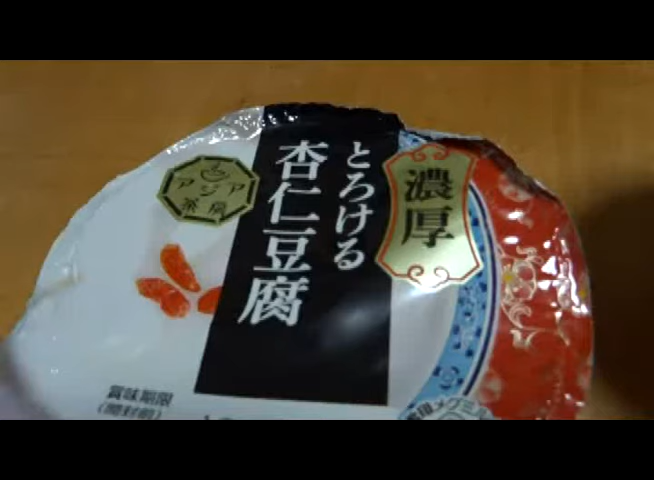 濃厚
とろける
杏仁豆腐
アジア
茶房
賞味期限
(開封前)